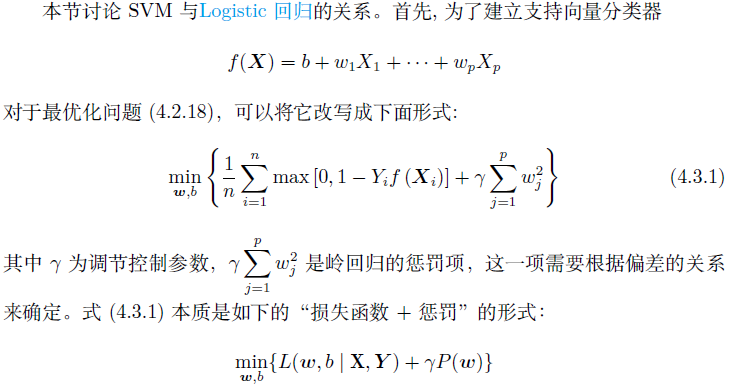 本节讨论 SVM 与Logistic 回归的关系。首先, 为了建立支持向量分类器
f(X) = b + w_1X_1 + ··· + w_pX_p
对于最优化问题 (4.2.18)，可以将它改写成下面形式:
\min_{w,b} \left\{ \frac{1}{n} \sum_{i=1}^{n} \max [0, 1 - Y_i f(X_i)] + γ \sum_{j=1}^{p} w_j^2 \right\} (4.3.1)
其中 γ 为调节控制参数，γ \sum_{j=1}^{p} w_j^2 是岭回归的惩罚项，这一项需要根据偏差的关系
来确定。式 (4.3.1) 本质是如下的“损失函数 + 惩罚”的形式：
\min_{w,b} \{L(w, b | X, Y) + γP(w)\}